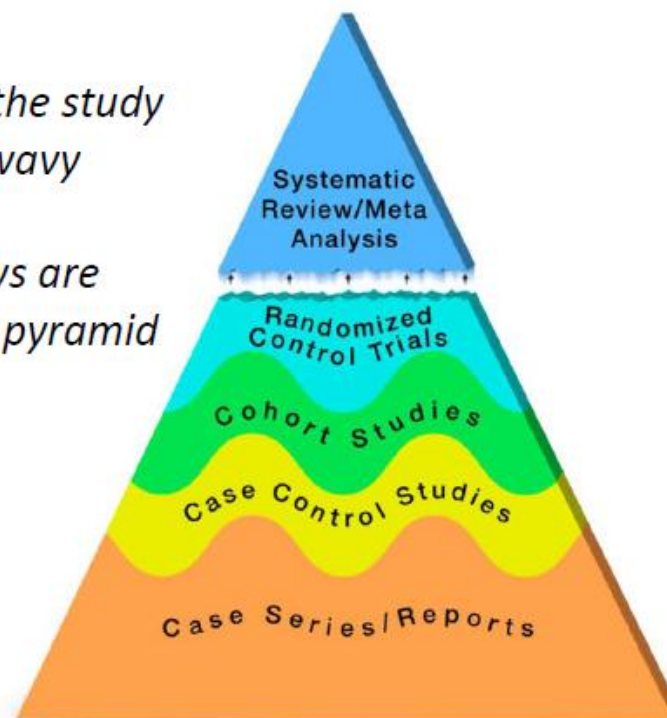 the study
wavy
ws are
pyramid
Systematic
Review/Meta
Analysis
Randomized
Control Trials
Cohort Studies
Case Control Studies
Case Series/Reports